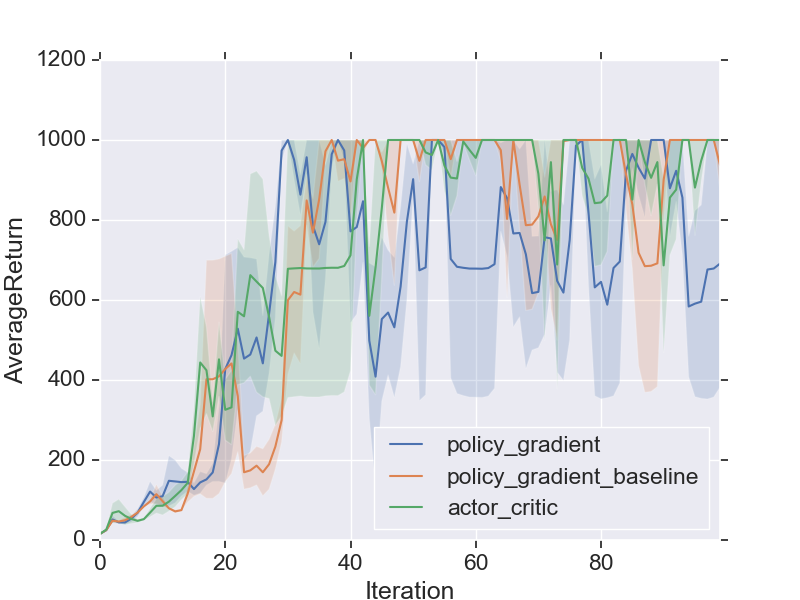 1200
1000
800
600
400
200
0
0 20 40 60 80
AverageReturn
Iteration
policy_gradient
policy_gradient_baseline
actor_critic